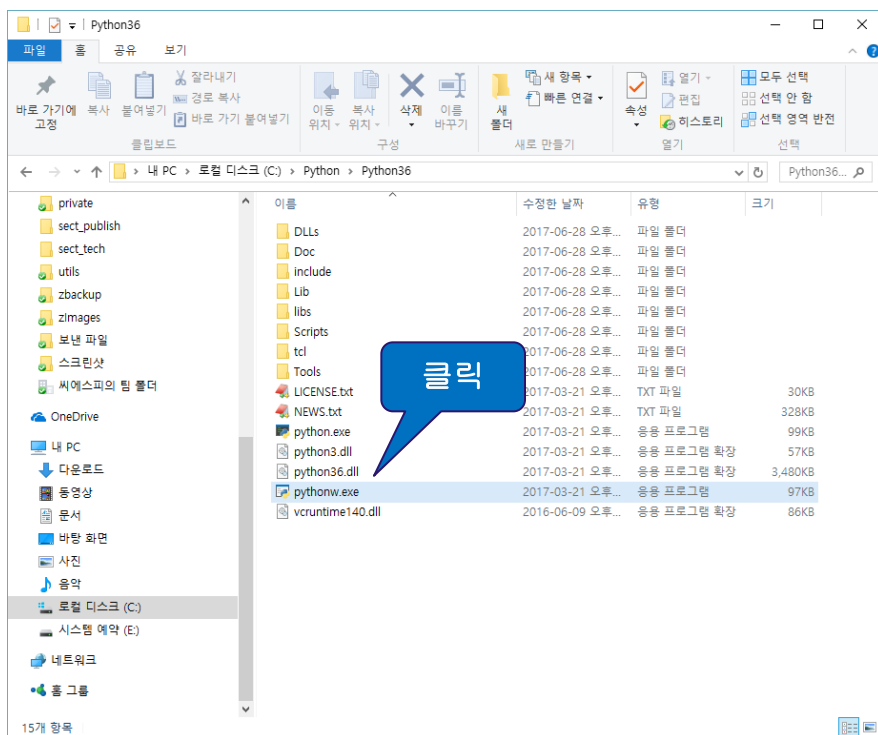 Python36
파일 홈 공유 보기
바로 가기에 고정
복사
붙여넣기
잘라내기
경로 복사
바로 가기 붙여넣기
클립보드
이동 위치
복사 위치
삭제
이름 바꾸기
구성
새 폴더
새 항목
빠른 연결
새로 만들기
속성
열기
편집
히스토리
열기
모두 선택
선택 안 함
선택 영역 반전
선택
내 PC > 로컬 디스크 (C:) > Python > Python36
Python36...
private
sect_publish
sect_tech
utils
zbackup
zImages
보낸 파일
스크린샷
씨에스피의 팀 폴더
OneDrive
내 PC
다운로드
동영상
문서
바탕 화면
사진
음악
로컬 디스크 (C:)
시스템 예약 (E:)
네트워크
홈 그룹
이름 수정한 날짜 유형 크기
DLLs 2017-06-28 오후... 파일 폴더
Doc 2017-06-28 오후... 파일 폴더
include 2017-06-28 오후... 파일 폴더
Lib 2017-06-28 오후... 파일 폴더
libs 2017-06-28 오후... 파일 폴더
Scripts 2017-06-28 오후... 파일 폴더
tcl 2017-06-28 오후... 파일 폴더
Tools 2017-06-28 오후... 파일 폴더
LICENSE.txt 2017-03-21 오후... TXT 파일 30KB
NEWS.txt 2017-03-21 오후... TXT 파일 328KB
python.exe 2017-03-21 오후... 응용 프로그램 99KB
python3.dll 2017-03-21 오후... 응용 프로그램 확장 57KB
python36.dll 2017-03-21 오후... 응용 프로그램 확장 3,480KB
pythonw.exe 2017-03-21 오후... 응용 프로그램 97KB
vcruntime140.dll 2016-06-09 오후... 응용 프로그램 확장 86KB
클릭
15개 항목